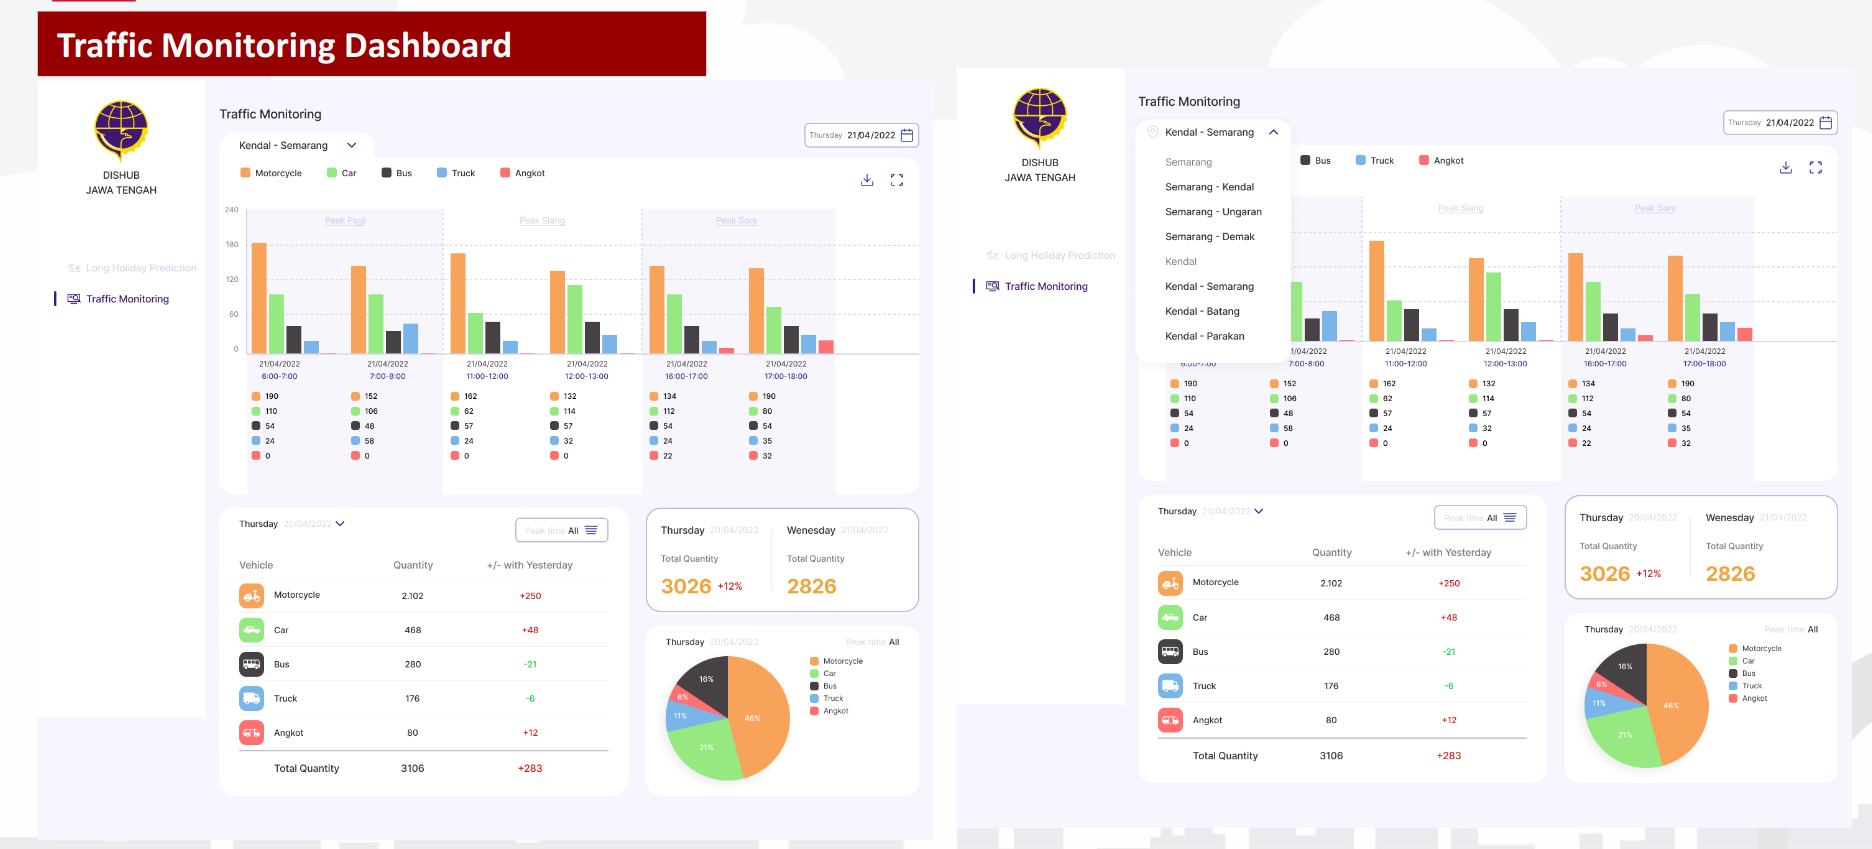 Traffic Monitoring Dashboard
DISHUB
JAWA TENGAH
Long Holiday Prediction
Traffic Monitoring
Traffic Monitoring
Thursday 21/04/2022
Kendal - Semarang
Motorcycle Car Bus Truck Angkot
240
180
120
60
0
Peak Pagi Peak Siang Peak Sore
21/04/2022 21/04/2022 21/04/2022 21/04/2022 21/04/2022 21/04/2022
6:00-7:00 7:00-8:00 11:00-12:00 12:00-13:00 16:00-17:00 17:00-18:00
190 152 162 132 134 190
110 106 62 114 112 80
54 48 57 57 54 54
24 58 24 32 24 35
0 0 0 0 22 32
Thursday 20/04/2022
Peak time All
Vehicle Quantity +/- with Yesterday
Motorcycle 2.102 +250
Car 468 +48
Bus 280 -21
Truck 176 -6
Angkot 80 +12
Total Quantity 3106 +283
Thursday 20/04/2022 Wenesday 21/04/2022
Total Quantity Total Quantity
3026 +12% 2826
Thursday 20/04/2022 Peak time All
16%
6%
11%
21%
46%
Motorcycle
Car
Bus
Truck
Angkot
DISHUB
JAWA TENGAH
Long Holiday Prediction
Traffic Monitoring
Traffic Monitoring
Thursday 21/04/2022
Kendal - Semarang
Semarang
Semarang - Kendal
Semarang - Ungaran
Semarang - Demak
Kendal
Kendal - Semarang
Kendal - Batang
Kendal - Parakan
Bus Truck Angkot
Peak Siang Peak Sore
/04/2022 21/04/2022 21/04/2022 21/04/2022 21/04/2022
6:00-7:00 7:00-8:00 11:00-12:00 12:00-13:00 16:00-17:00 17:00-18:00
190 152 162 132 134 190
110 106 62 114 112 80
54 48 57 57 54 54
24 58 24 32 24 35
0 0 0 0 22 32
Thursday 20/04/2022
Peak time All
Vehicle Quantity +/- with Yesterday
Motorcycle 2.102 +250
Car 468 +48
Bus 280 -21
Truck 176 -6
Angkot 80 +12
Total Quantity 3106 +283
Thursday 20/04/2022 Wenesday 21/04/2022
Total Quantity Total Quantity
3026 +12% 2826
Thursday 20/04/2022 Peak time All
16%
6%
11%
21%
46%
Motorcycle
Car
Bus
Truck
Angkot